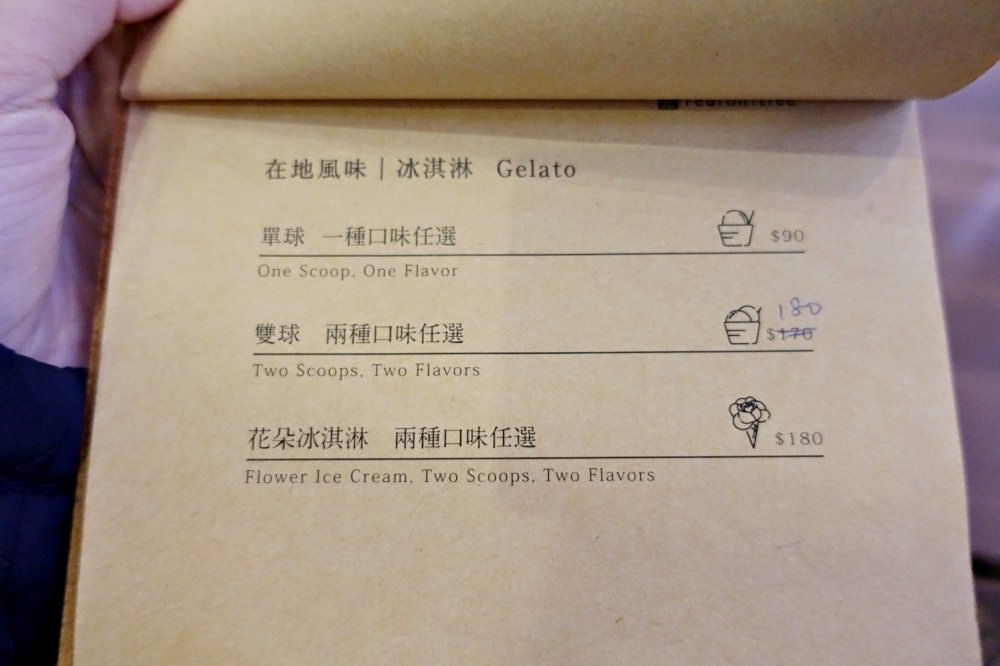 在地風味｜冰淇淋 Gelato
單球 一種口味任選 $90
One Scoop, One Flavor
180
雙球 兩種口味任選 $170
Two Scoops, Two Flavors
花朵冰淇淋 兩種口味任選 $180
Flower Ice Cream, Two Scoops, Two Flavors